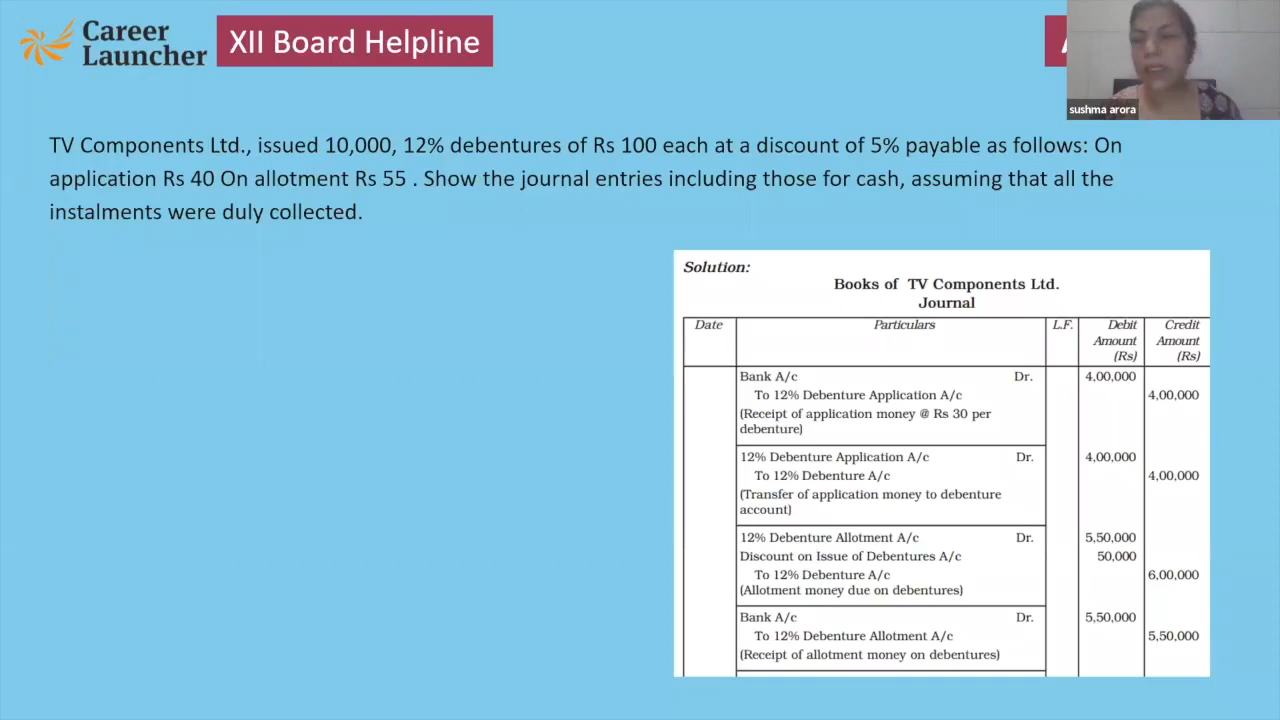 Career
Launcher
XII Board Helpline
A
sushma arora
TV Components Ltd., issued 10,000, 12% debentures of Rs 100 each at a discount of 5% payable as follows: On
application Rs 40 On allotment Rs 55 . Show the journal entries including those for cash, assuming that all the
instalments were duly collected.
Solution:
Books of TV Components Ltd.
Journal
Date Particulars L.F. Debit Credit
Amount Amount
(Rs) (Rs)
Bank A/c Dr. 4,00,000
To 12% Debenture Application A/c 4,00,000
(Receipt of application money @ Rs 30 per
debenture)
12% Debenture Application A/c Dr. 4,00,000
To 12% Debenture A/c 4,00,000
(Transfer of application money to debenture
account)
12% Debenture Allotment A/c Dr. 5,50,000
Discount on Issue of Debentures A/c 50,000
To 12% Debenture A/c 6,00,000
(Allotment money due on debentures)
Bank A/c Dr. 5,50,000
To 12% Debenture Allotment A/c 5,50,000
(Receipt of allotment money on debentures)